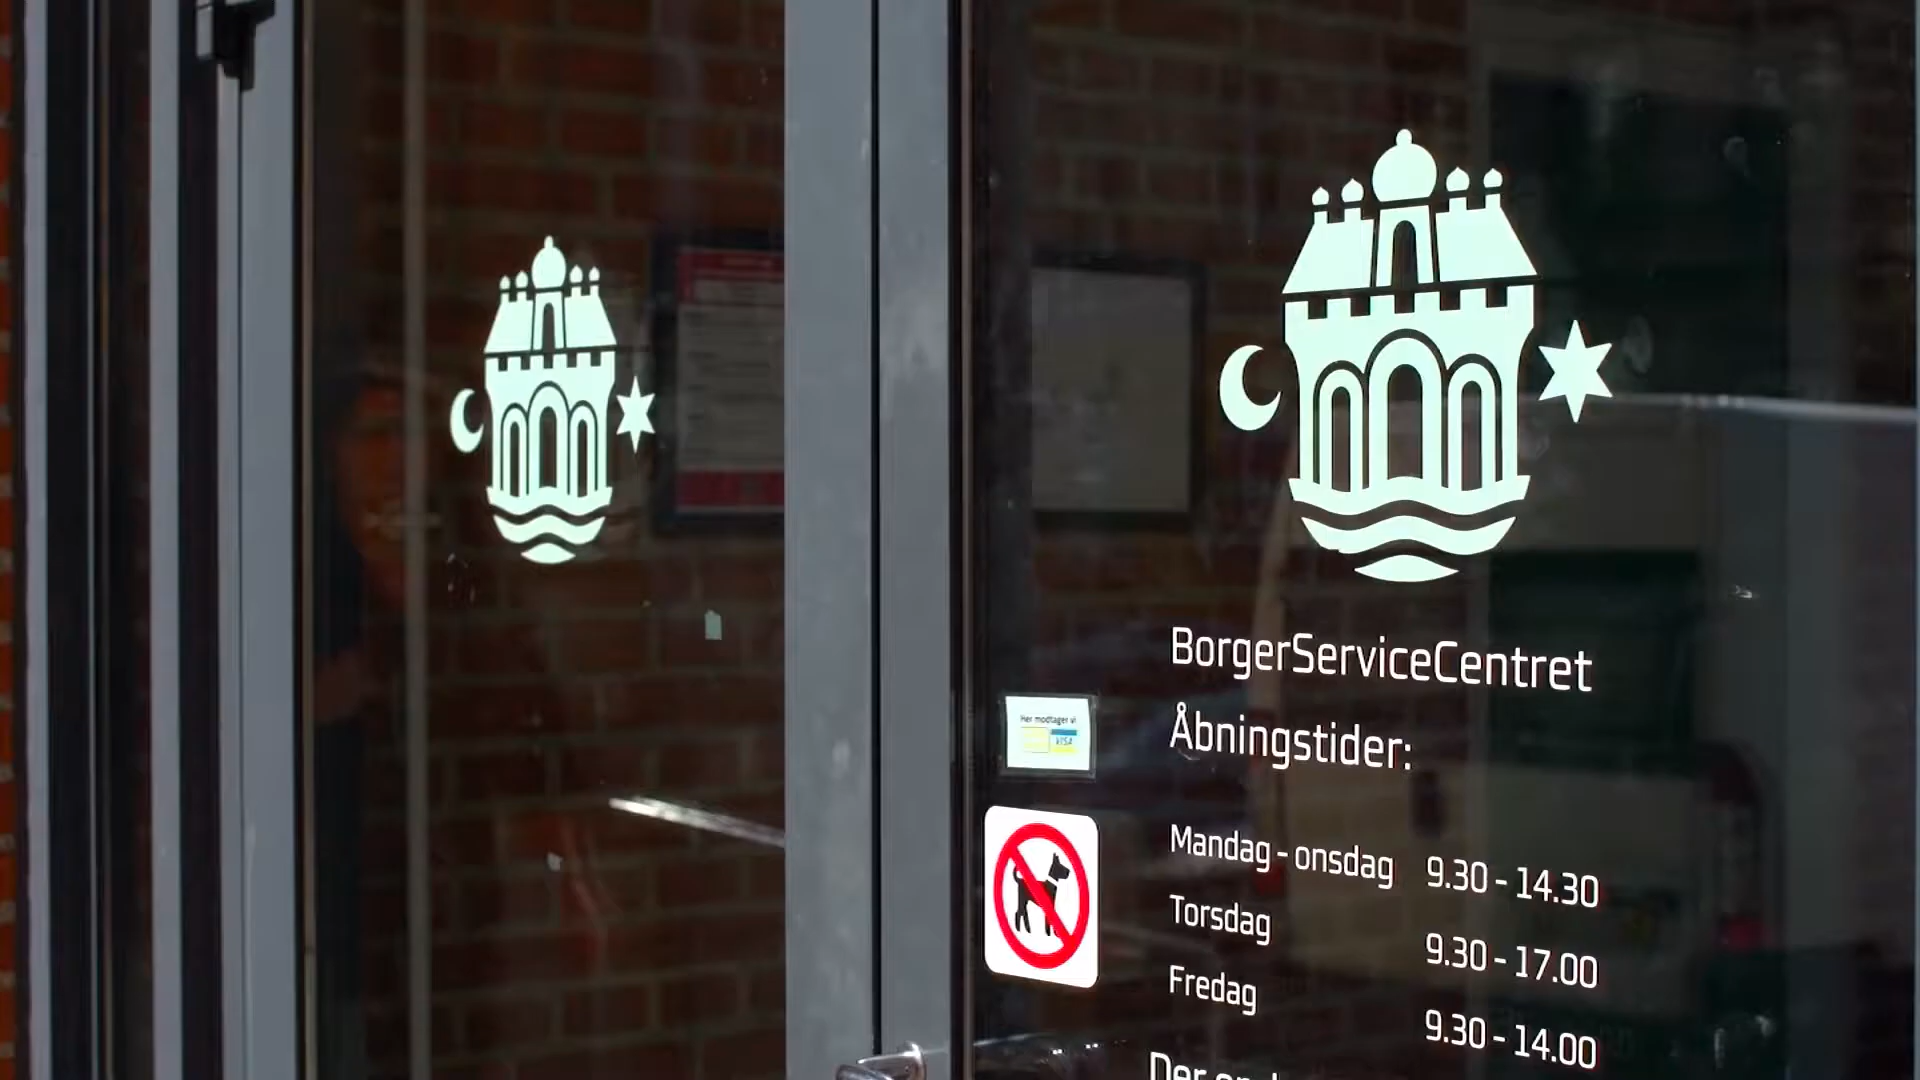 BorgerServiceCentret
Åbningstider:
Her modtager vi
VISA
Mandag - onsdag 9.30 - 14.30
Torsdag 9.30 - 17.00
Fredag 9.30 - 14.00
Der